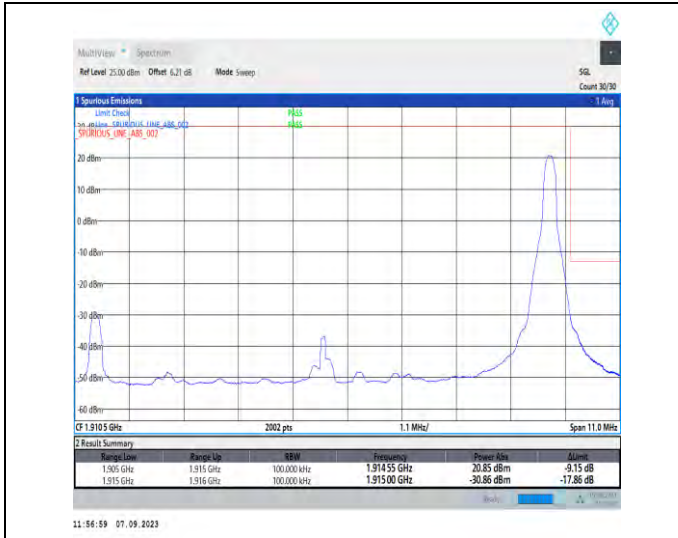 MultiView Spectrum
Ref Level 25.00 dBm Offset 6.21 dB Mode Sweep SGL
Count 30/30
1 Spurious Emissions 1 Avg
Limit Check PASS
Line _SPURIOUS_LINE_ABS_002 PASS
SPURIOUS_LINE_ABS_002
20 dBm
10 dBm
0 dBm
-10 dBm
-20 dBm
-30 dBm
-40 dBm
-50 dBm
-60 dBm
CF 1.9105 GHz 2002 pts 1.1 MHz/ Span 11.0 MHz
2 Result Summary
Range Low Range Up RBW Frequency Power Abs ΔLimit
1.905 GHz 1.915 GHz 100.000 kHz 1.91455 GHz 20.85 dBm -9.15 dB
1.915 GHz 1.916 GHz 100.000 kHz 1.91500 GHz -30.86 dBm -17.86 dB
11:56:59 07.09.2023